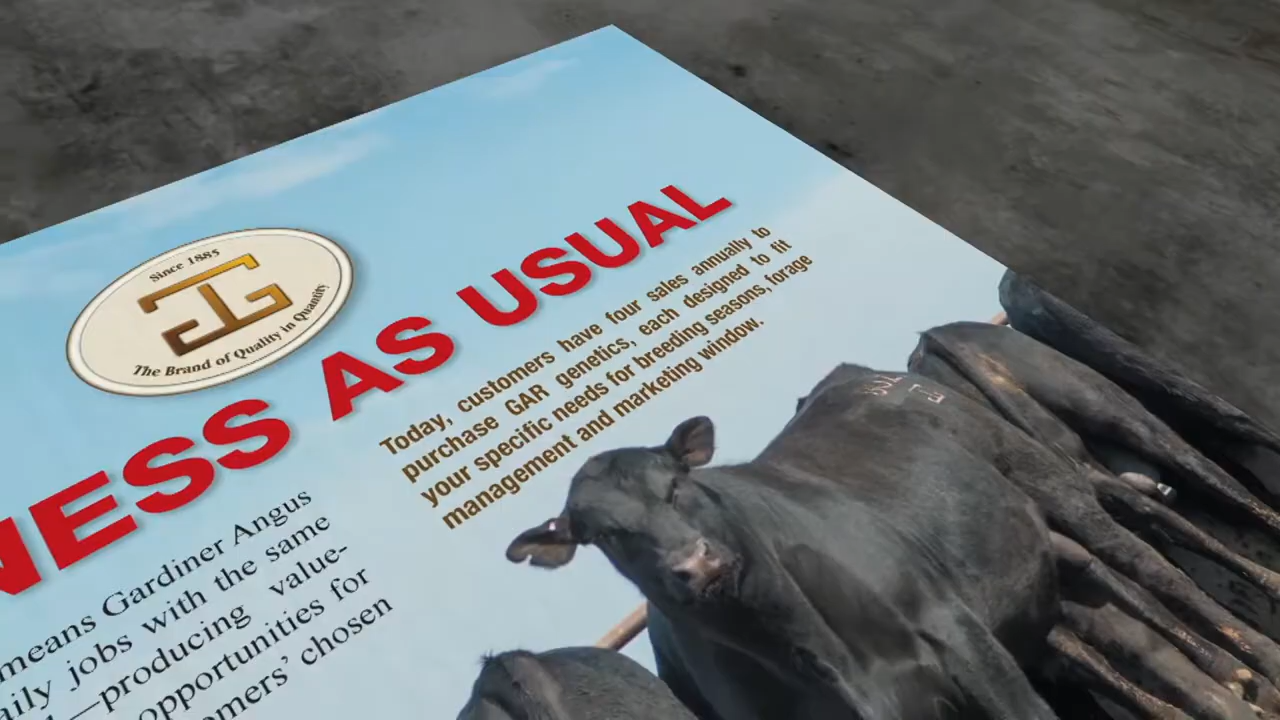 Since 1885
The Brand of Quality in Quantity
NESS AS USUAL
Today, customers have four sales annually to
purchase GAR genetics, each designed to fit
your specific needs for breeding seasons, forage
management and marketing window.
means Gardiner Angus
jobs with the same
—producing value-
opportunities for
chosen